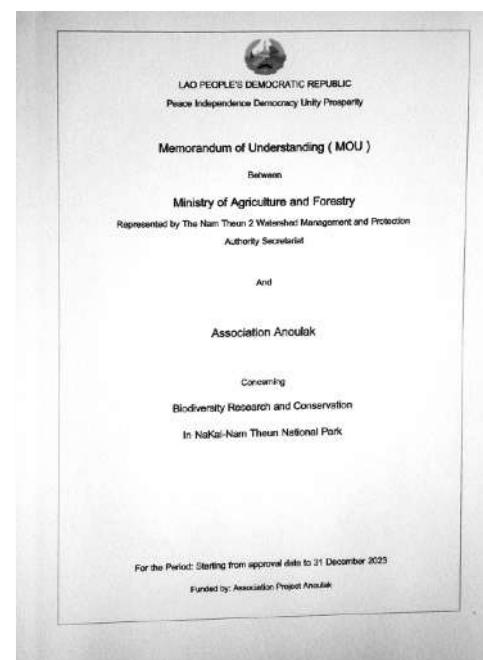 LAO PEOPLE'S DEMOCRATIC REPUBLIC
Peace Independence Democracy Unity Prosperity
Memorandum of Understanding ( MOU )
Between
Ministry of Agriculture and Forestry
Represented by The Nam Theun 2 Watershed Management and Protection
Authority Secretariat
And
Association Anoulak
Concerning
Biodiversity Research and Conservation
In NaKai-Nam Theun National Park
For the Period: Starting from approval date to 31 December 2023
Funded by: Association Project Anoulak